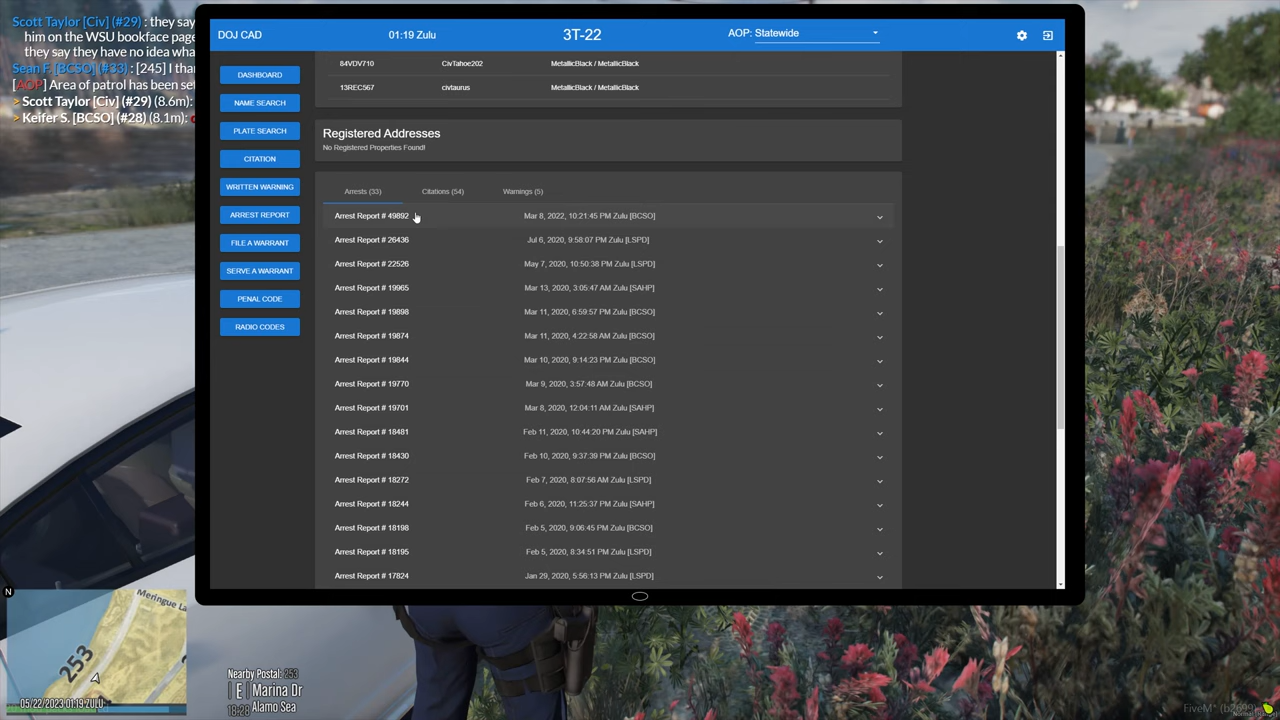 Scott Taylor [Civ] (#29) : they say
him on the WSU bookface page
they say they have no idea wha
Sean F. [BCSO] (#33) : [245] I tha
[AOP] Area of patrol has been set
> Scott Taylor [Civ] (#29) (8.6m):
> Keifer S. [BCSO] (#28) (8.1m):
DOJ CAD
01:19 Zulu
3T-22
AOP: Statewide
DASHBOARD
NAME SEARCH
PLATE SEARCH
CITATION
WRITTEN WARNING
ARREST REPORT
FILE A WARRANT
SERVE A WARRANT
PENAL CODE
RADIO CODES
84VDV710 CivTahoe202 MetallicBlack / MetallicBlack
13REC567 civtaurus MetallicBlack / MetallicBlack
Registered Addresses
No Registered Properties Found!
Arrests (33) Citations (54) Warnings (5)
Arrest Report # 49892 Mar 8, 2022, 10:21:45 PM Zulu [BCSO]
Arrest Report # 26436 Jul 6, 2020, 9:58:07 PM Zulu [LSPD]
Arrest Report # 22526 May 7, 2020, 10:50:38 PM Zulu [LSPD]
Arrest Report # 19965 Mar 13, 2020, 3:05:47 AM Zulu [SAHP]
Arrest Report # 19898 Mar 11, 2020, 6:59:57 PM Zulu [BCSO]
Arrest Report # 19874 Mar 11, 2020, 4:22:58 AM Zulu [BCSO]
Arrest Report # 19844 Mar 10, 2020, 9:14:23 PM Zulu [BCSO]
Arrest Report # 19770 Mar 9, 2020, 3:57:48 AM Zulu [BCSO]
Arrest Report # 19701 Mar 8, 2020, 12:04:11 AM Zulu [SAHP]
Arrest Report # 18481 Feb 11, 2020, 10:44:20 PM Zulu [SAHP]
Arrest Report # 18430 Feb 10, 2020, 9:37:39 PM Zulu [BCSO]
Arrest Report # 18272 Feb 7, 2020, 8:07:56 AM Zulu [LSPD]
Arrest Report # 18244 Feb 6, 2020, 11:25:37 PM Zulu [SAHP]
Arrest Report # 18198 Feb 5, 2020, 9:06:45 PM Zulu [BCSO]
Arrest Report # 18195 Feb 5, 2020, 8:34:51 PM Zulu [LSPD]
Arrest Report # 17824 Jan 29, 2020, 5:56:13 PM Zulu [LSPD]
N
Meringue La
253
05/22/2023 01:19 ZULU
Nearby Postal: 253
| E | Marina Dr
18:28 Alamo Sea
FiveM* (b2699)